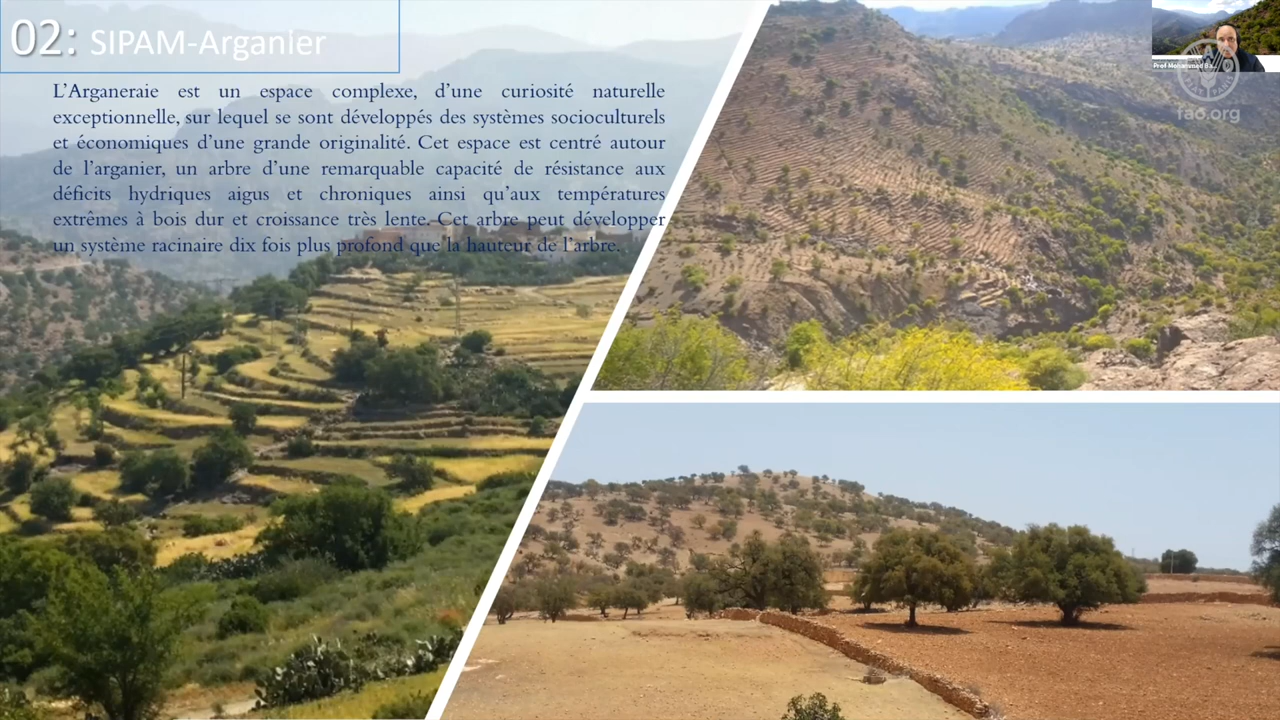 02: SIPAM-Arganier
L'Arganeraie est un espace complexe, d'une curiosité naturelle
exceptionnelle, sur lequel se sont développés des systèmes socioculturels
et économiques d'une grande originalité. Cet espace est centré autour
de l'arganier, un arbre d'une remarquable capacité de résistance aux
déficits hydriques aigus et chroniques ainsi qu'aux températures
extrêmes à bois dur et croissance très lente. Cet arbre peut développer
un système racinaire dix fois plus profond que la hauteur de l'arbre.
Prof Mohammed
fao.org